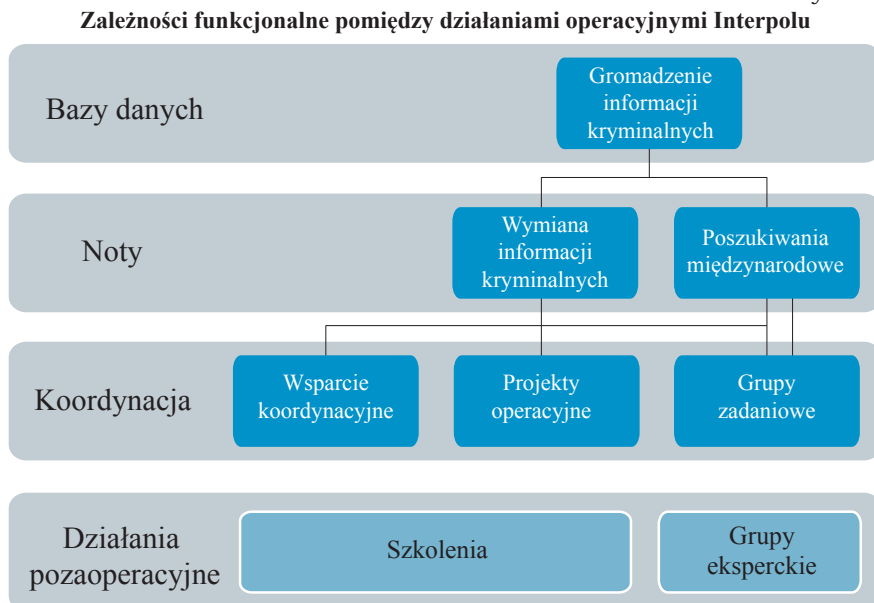 Zależności funkcjonalne pomiędzy działaniami operacyjnymi Interpolu
Bazy danych
Gromadzenie
informacji
kryminalnych
Noty
Wymiana
informacji
kryminalnych
Poszukiwania
międzynarodowe
Koordynacja
Wsparcie
koordynacyjne
Projekty
operacyjne
Grupy
zadaniowe
Działania
pozaoperacyjne
Szkolenia
Grupy
eksperckie